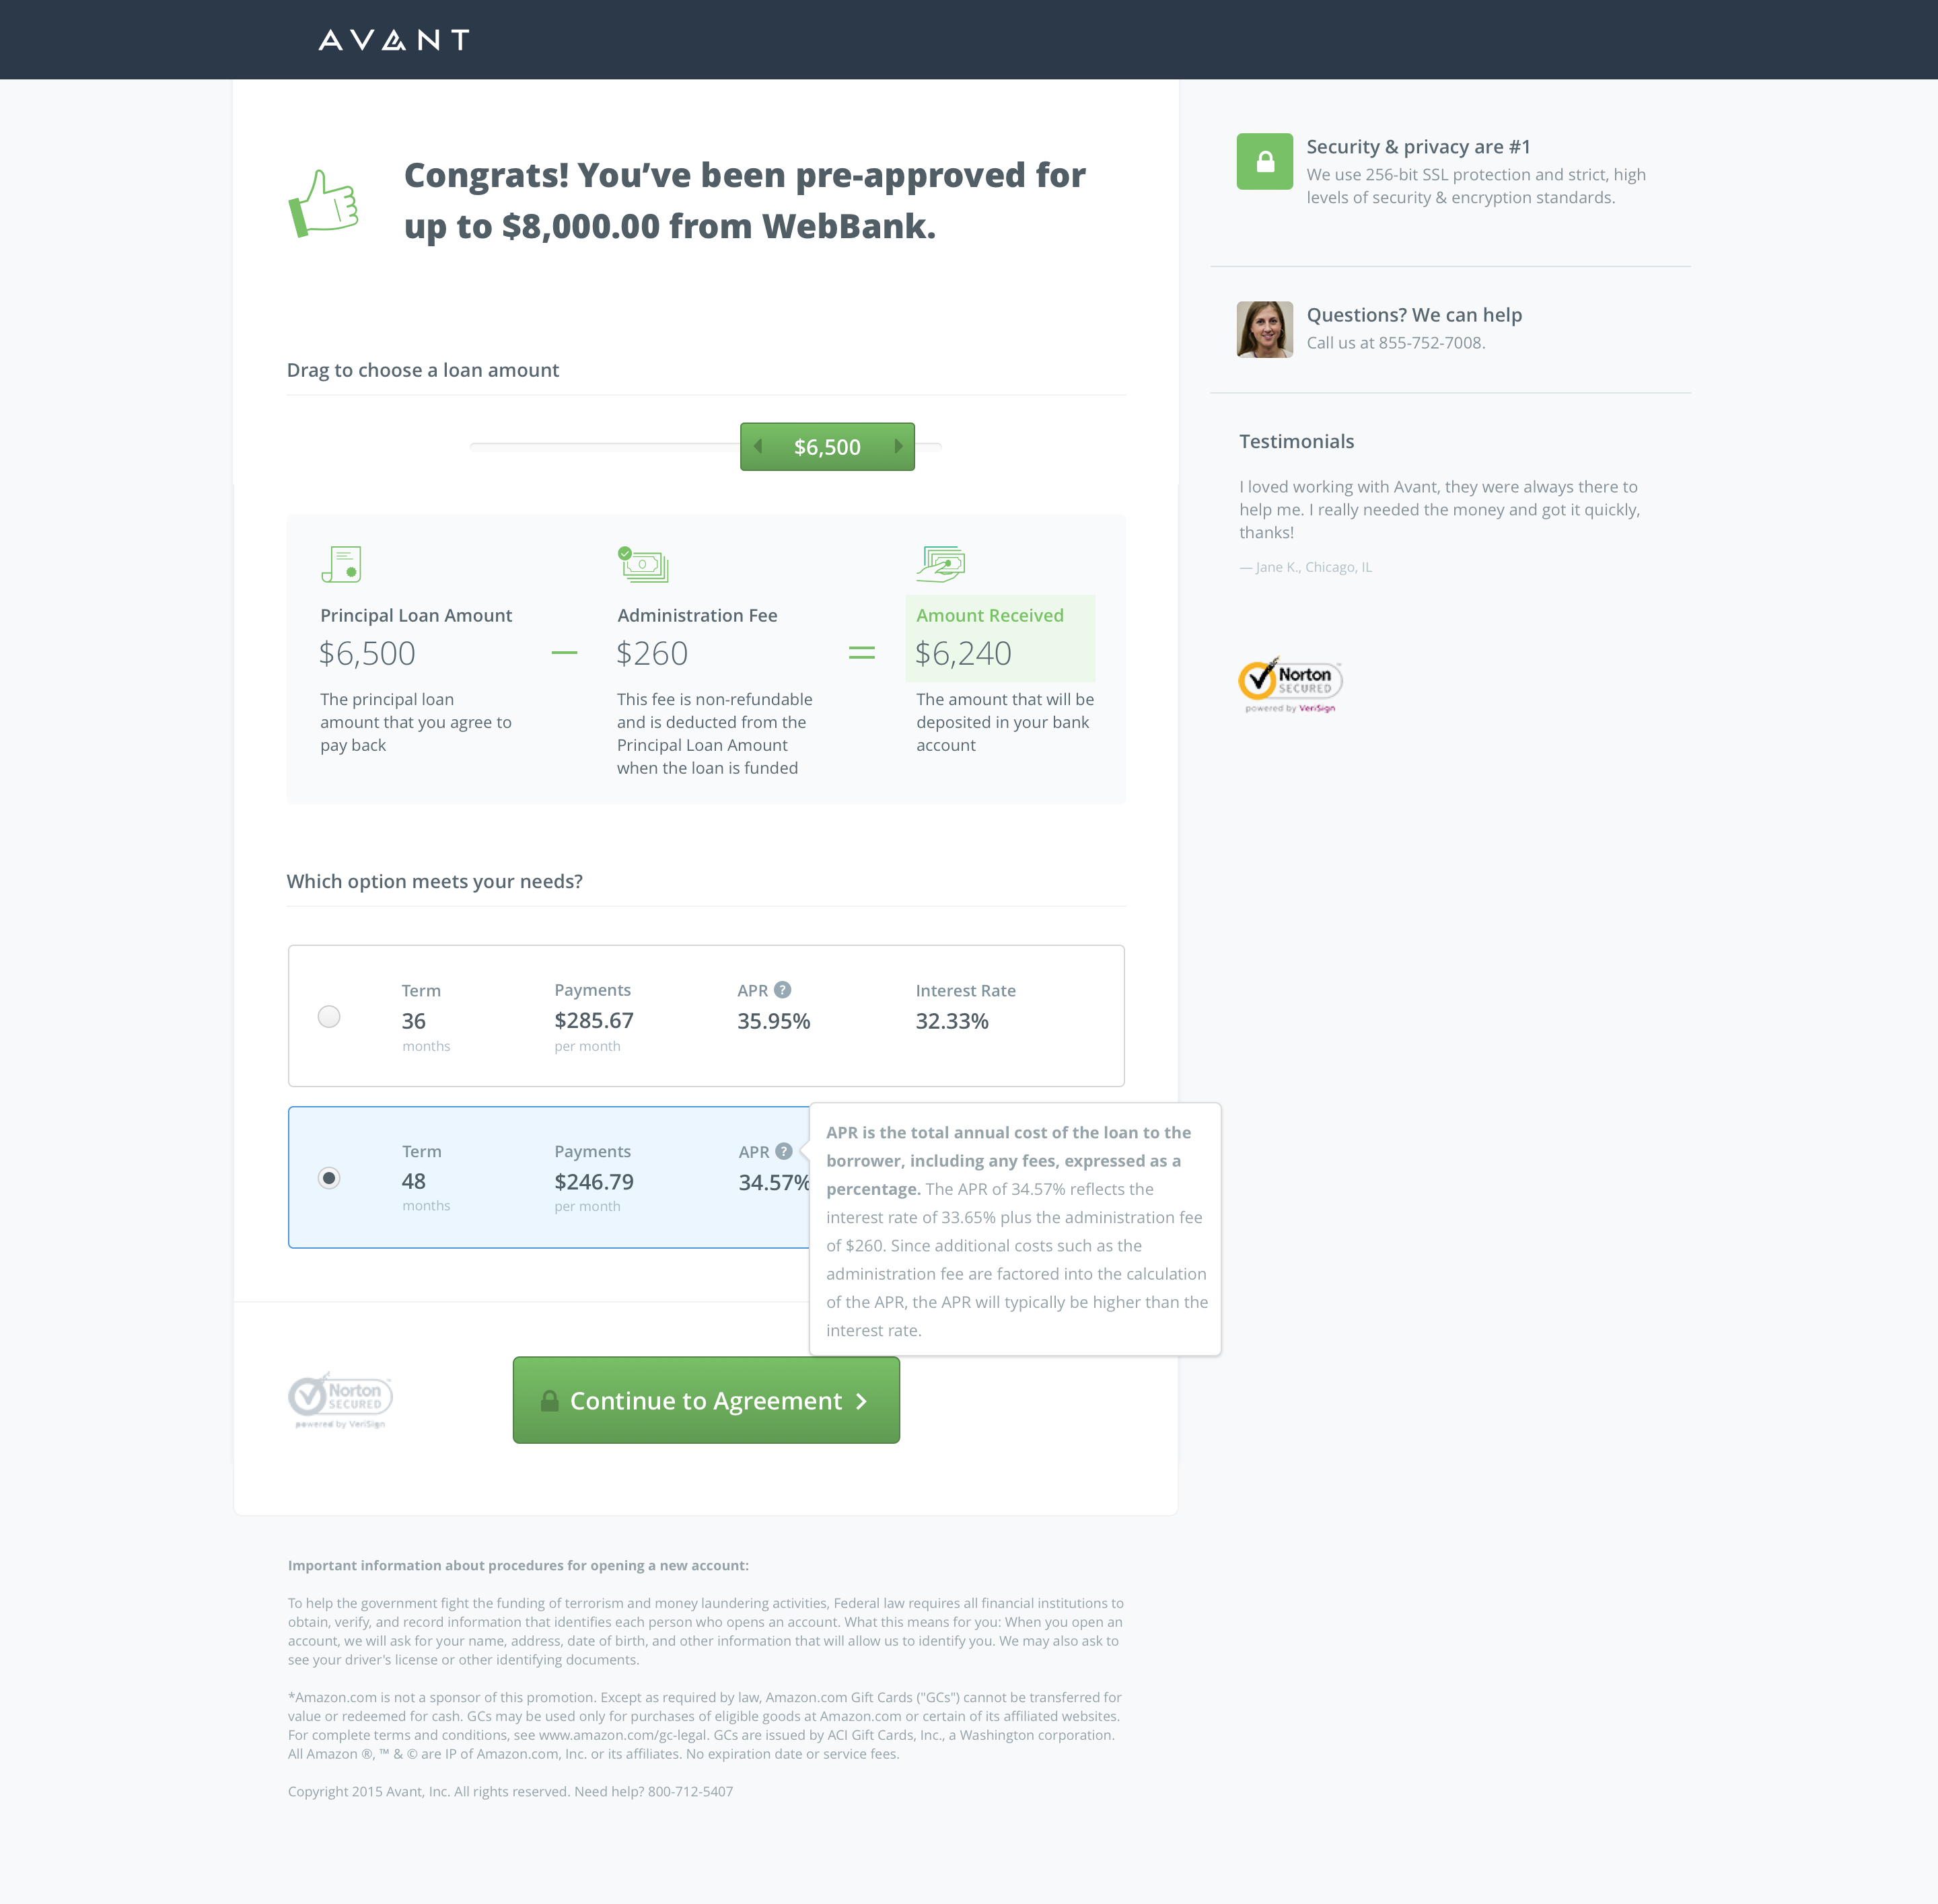 AVANT
Congrats! You’ve been pre-approved for
up to $8,000.00 from WebBank.
Drag to choose a loan amount
$6,500
Principal Loan Amount
$6,500
The principal loan
amount that you agree to
pay back
Administration Fee
$260
This fee is non-refundable
and is deducted from the
Principal Loan Amount
when the loan is funded
Amount Received
$6,240
The amount that will be
deposited in your bank
account
Which option meets your needs?
Term
36
months
Payments
$285.67
per month
APR ?
35.95%
Interest Rate
32.33%
Term
48
months
Payments
$246.79
per month
APR ?
34.57%
APR is the total annual cost of the loan to the
borrower, including any fees, expressed as a
percentage. The APR of 34.57% reflects the
interest rate of 33.65% plus the administration fee
of $260. Since additional costs such as the
administration fee are factored into the calculation
of the APR, the APR will typically be higher than the
interest rate.
Norton
SECURED
powered by VeriSign
Continue to Agreement
Security & privacy are #1
We use 256-bit SSL protection and strict, high
levels of security & encryption standards.
Questions? We can help
Call us at 855-752-7008.
Testimonials
I loved working with Avant, they were always there to
help me. I really needed the money and got it quickly,
thanks!
— Jane K., Chicago, IL
Norton
SECURED
powered by VeriSign
Important information about procedures for opening a new account:
To help the government fight the funding of terrorism and money laundering activities, Federal law requires all financial institutions to
obtain, verify, and record information that identifies each person who opens an account. What this means for you: When you open an
account, we will ask for your name, address, date of birth, and other information that will allow us to identify you. We may also ask to
see your driver's license or other identifying documents.
*Amazon.com is not a sponsor of this promotion. Except as required by law, Amazon.com Gift Cards ("GCs") cannot be transferred for
value or redeemed for cash. GCs may be used only for purchases of eligible goods at Amazon.com or certain of its affiliated websites.
For complete terms and conditions, see www.amazon.com/gc-legal. GCs are issued by ACI Gift Cards, Inc., a Washington corporation.
All Amazon ®, ™ & © are IP of Amazon.com, Inc. or its affiliates. No expiration date or service fees.
Copyright 2015 Avant, Inc. All rights reserved. Need help? 800-712-5407